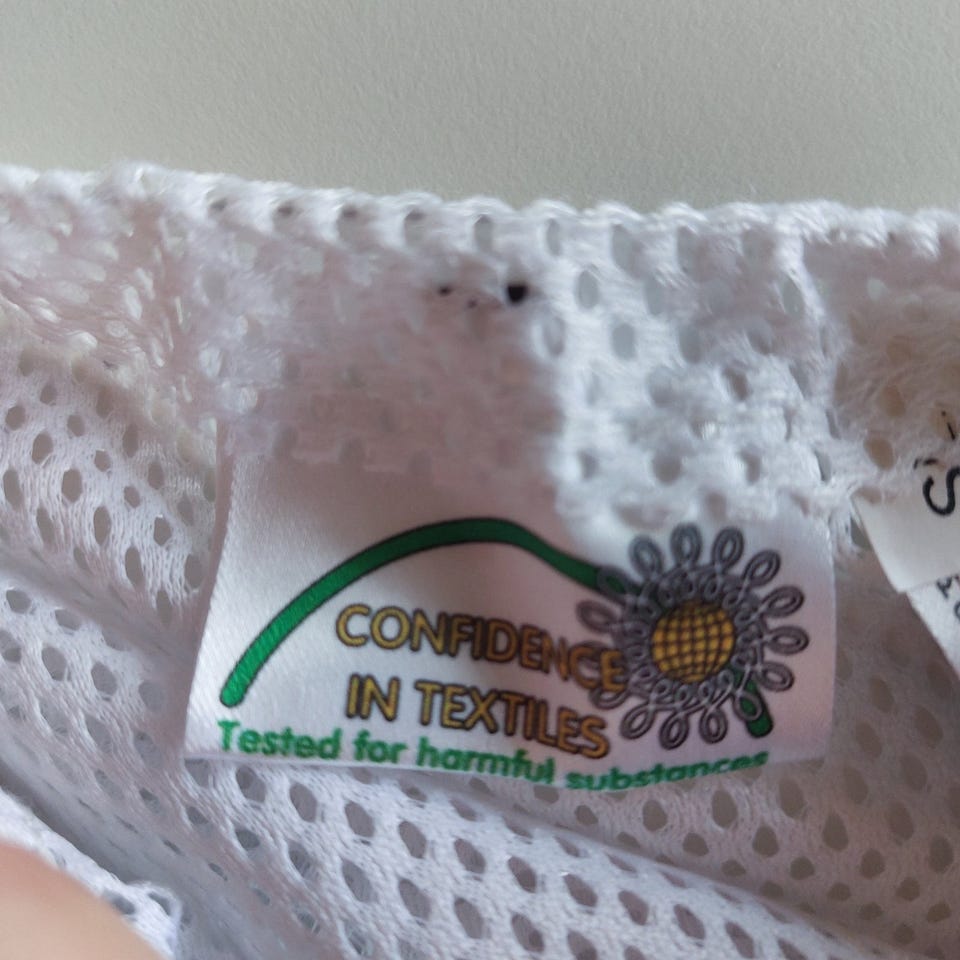 CONFIDENCE
IN TEXTILES
Tested for harmful substances